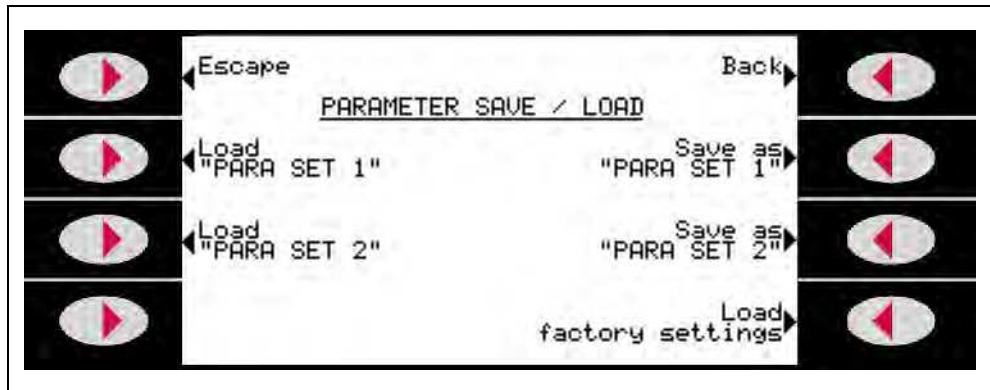 Escape
Back
PARAMETER SAVE / LOAD
Load
"PARA SET 1"
Save as
"PARA SET 1"
Load
"PARA SET 2"
Save as
"PARA SET 2"
Load
factory settings